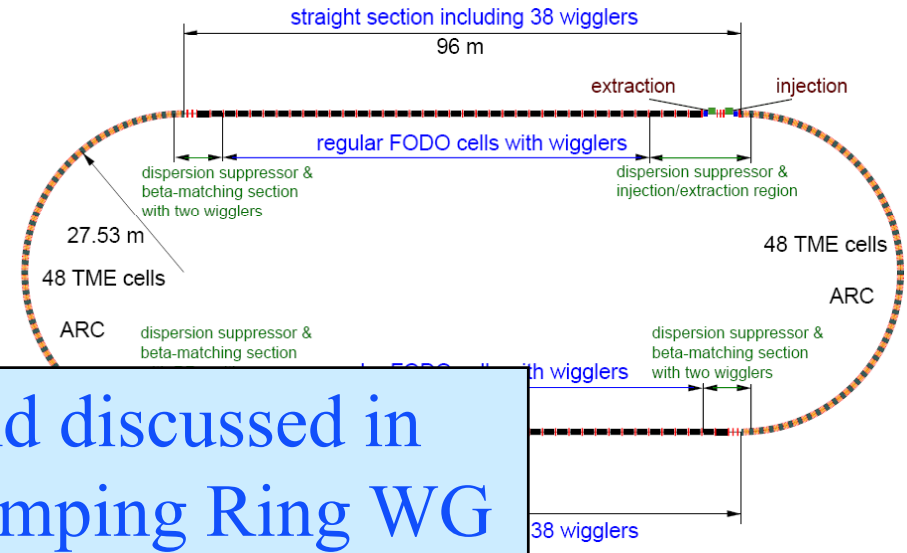 straight section including 38 wigglers
96 m
extraction
injection
regular FODO cells with wigglers
dispersion suppressor &
beta-matching section
with two wigglers
dispersion suppressor &
injection/extraction region
27.53 m
48 TME cells
ARC
48 TME cells
ARC
dispersion suppressor &
beta-matching section
dispersion suppressor &
beta-matching section
with two wigglers
wigglers
discussed in
Ring WG
38 wigglers